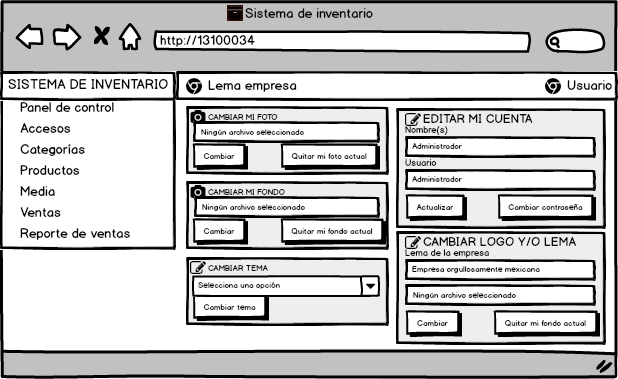 Sistema de inventario
http://13100034
SISTEMA DE INVENTARIO
Lema empresa
Usuario
Panel de control
Accesos
Categorías
Productos
Media
Ventas
Reporte de ventas
CAMBIAR MI FOTO
Ningún archivo seleccionado
Cambiar
Quitar mi foto actual
CAMBIAR MI FONDO
Ningún archivo seleccionado
Cambiar
Quitar mi fondo actual
CAMBIAR TEMA
Selecciona una opción
Cambiar tema
EDITAR MI CUENTA
Nombre(s)
Administrador
Usuario
Administrador
Actualizar
Cambiar contraseña
CAMBIAR LOGO Y/O LEMA
Lema de la empresa
Empresa orgullosamente mexicana
Ningún archivo seleccionado
Cambiar
Quitar mi fondo actual